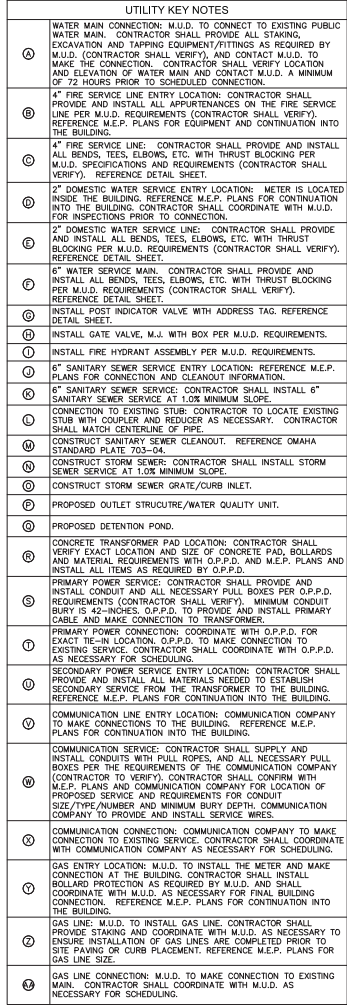 UTILITY KEY NOTES
A
WATER MAIN CONNECTION: M.U.D. TO CONNECT TO EXISTING PUBLIC
WATER MAIN. CONTRACTOR SHALL PROVIDE ALL STAKING,
EXCAVATION AND TAPPING EQUIPMENT/FITTINGS AS REQUIRED BY
M.U.D. (CONTRACTOR SHALL VERIFY), AND CONTACT M.U.D. TO
MAKE THE CONNECTION. CONTRACTOR SHALL VERIFY LOCATION
AND ELEVATION OF WATER MAIN AND CONTACT M.U.D. A MINIMUM
OF 72 HOURS PRIOR TO SCHEDULED CONNECTION.
B
4" FIRE SERVICE LINE ENTRY LOCATION: CONTRACTOR SHALL
PROVIDE AND INSTALL ALL APPURTENANCES ON THE FIRE SERVICE
LINE PER M.U.D. REQUIREMENTS (CONTRACTOR SHALL VERIFY).
REFERENCE M.E.P. PLANS FOR EQUIPMENT AND CONTINUATION INTO
THE BUILDING.
C
4" FIRE SERVICE LINE: CONTRACTOR SHALL PROVIDE AND INSTALL
ALL BENDS, TEES, ELBOWS, ETC. WITH THRUST BLOCKING PER
M.U.D. SPECIFICATIONS AND REQUIREMENTS (CONTRACTOR SHALL
VERIFY). REFERENCE DETAIL SHEET.
D
2" DOMESTIC WATER SERVICE ENTRY LOCATION: METER IS LOCATED
INSIDE THE BUILDING. REFERENCE M.E.P. PLANS FOR CONTINUATION
INTO THE BUILDING. CONTRACTOR SHALL COORDINATE WITH M.U.D.
FOR INSPECTIONS PRIOR TO CONNECTION.
E
2" DOMESTIC WATER SERVICE LINE: CONTRACTOR SHALL PROVIDE
AND INSTALL ALL BENDS, TEES, ELBOWS, ETC. WITH THRUST
BLOCKING PER M.U.D. REQUIREMENTS (CONTRACTOR SHALL VERIFY).
REFERENCE DETAIL SHEET.
F
6" WATER SERVICE MAIN. CONTRACTOR SHALL PROVIDE AND
INSTALL ALL BENDS, TEES, ELBOWS, ETC. WITH THRUST BLOCKING
PER M.U.D. REQUIREMENTS (CONTRACTOR SHALL VERIFY).
REFERENCE DETAIL SHEET.
G
INSTALL POST INDICATOR VALVE WITH ADDRESS TAG. REFERENCE
DETAIL SHEET.
H
INSTALL GATE VALVE, M.J. WITH BOX PER M.U.D. REQUIREMENTS.
I
INSTALL FIRE HYDRANT ASSEMBLY PER M.U.D. REQUIREMENTS.
J
6" SANITARY SEWER SERVICE ENTRY LOCATION: REFERENCE M.E.P.
PLANS FOR CONNECTION AND CLEANOUT INFORMATION.
K
6" SANITARY SEWER SERVICE: CONTRACTOR SHALL INSTALL 6"
SANITARY SEWER SERVICE AT 1.0% MINIMUM SLOPE.
L
CONNECTION TO EXISTING STUB: CONTRACTOR TO LOCATE EXISTING
STUB WITH COUPLER AND REDUCER AS NECESSARY. CONTRACTOR
SHALL MATCH CENTERLINE OF PIPE.
M
CONSTRUCT SANITARY SEWER CLEANOUT. REFERENCE OMAHA
STANDARD PLATE 703-04.
N
CONSTRUCT STORM SEWER: CONTRACTOR SHALL INSTALL STORM
SEWER SERVICE AT 1.0% MINIMUM SLOPE.
O
CONSTRUCT STORM SEWER GRATE/CURB INLET.
P
PROPOSED OUTLET STRUCUTRE/WATER QUALITY UNIT.
Q
PROPOSED DETENTION POND.
R
CONCRETE TRANSFORMER PAD LOCATION: CONTRACTOR SHALL
VERIFY EXACT LOCATION AND SIZE OF CONCRETE PAD, BOLLARDS
AND MATERIAL REQUIREMENTS WITH O.P.P.D. AND M.E.P. PLANS AND
INSTALL ALL ITEMS AS REQUIRED BY O.P.P.D.
S
PRIMARY POWER SERVICE: CONTRACTOR SHALL PROVIDE AND
INSTALL CONDUIT AND ALL NECESSARY PULL BOXES PER O.P.P.D.
REQUIREMENTS (CONTRACTOR SHALL VERIFY). MINIMUM CONDUIT
BURY IS 42-INCHES. O.P.P.D. TO PROVIDE AND INSTALL PRIMARY
CABLE AND MAKE CONNECTION TO TRANSFORMER.
T
PRIMARY POWER CONNECTION: COORDINATE WITH O.P.P.D. FOR
EXACT TIE-IN LOCATION. O.P.P.D. TO MAKE CONNECTION TO
EXISTING SERVICE. CONTRACTOR SHALL COORDINATE WITH O.P.P.D.
AS NECESSARY FOR SCHEDULING.
U
SECONDARY POWER SERVICE ENTRY LOCATION: CONTRACTOR SHALL
PROVIDE AND INSTALL ALL MATERIALS NEEDED TO ESTABLISH
SECONDARY SERVICE FROM THE TRANSFORMER TO THE BUILDING.
REFERENCE M.E.P. PLAN FOR CONTINUATION INTO THE BUILDING.
V
COMMUNICATION LINE ENTRY LOCATION: COMMUNICATION COMPANY
TO MAKE CONNECTIONS TO THE BUILDING. REFERENCE M.E.P.
PLANS FOR CONTINUATION INTO THE BUILDING.
W
COMMUNICATION SERVICE: CONTRACTOR SHALL SUPPLY AND
INSTALL CONDUITS WITH PULL ROPES, AND ALL NECESSARY PULL
BOXES PER THE REQUIREMENTS OF THE COMMUNICATION COMPANY
(CONTRACTOR TO VERIFY). CONTRACTOR SHALL CONFIRM WITH
M.E.P. PLANS AND COMMUNICATION COMPANY FOR LOCATION OF
PROPOSED SERVICE AND REQUIREMENTS FOR CONDUIT
SIZE/TYPE/NUMBER AND MINIMUM BURY DEPTH. COMMUNICATION
COMPANY TO PROVIDE AND INSTALL SERVICE WIRES.
X
COMMUNICATION CONNECTION: COMMUNICATION COMPANY TO MAKE
CONNECTION TO EXISTING SERVICE. CONTRACTOR SHALL COORDINATE
WITH COMMUNICATION COMPANY AS NECESSARY FOR SCHEDULING.
Y
GAS ENTRY LOCATION: M.U.D. TO INSTALL THE METER AND MAKE
CONNECTION AT THE BUILDING. CONTRACTOR SHALL INSTALL
BOLLARD PROTECTION AS REQUIRED BY M.U.D. AND SHALL
COORDINATE WITH M.U.D. AS NECESSARY FOR FINAL BUILDING
CONNECTION. REFERENCE M.E.P. PLANS FOR CONTINUATION INTO
THE BUILDING.
Z
GAS LINE: M.U.D. TO INSTALL GAS LINE. CONTRACTOR SHALL
PROVIDE STAKING AND COORDINATE WITH M.U.D. AS NECESSARY TO
ENSURE INSTALLATION OF GAS LINES ARE COMPLETED PRIOR TO
SITE PAVING OR CURB PLACEMENT. REFERENCE M.E.P. PLANS FOR
GAS LINE SIZE.
AA
GAS LINE CONNECTION: M.U.D. TO MAKE CONNECTION TO EXISTING
MAIN. CONTRACTOR SHALL COORDINATE WITH M.U.D. AS
NECESSARY FOR SCHEDULING.